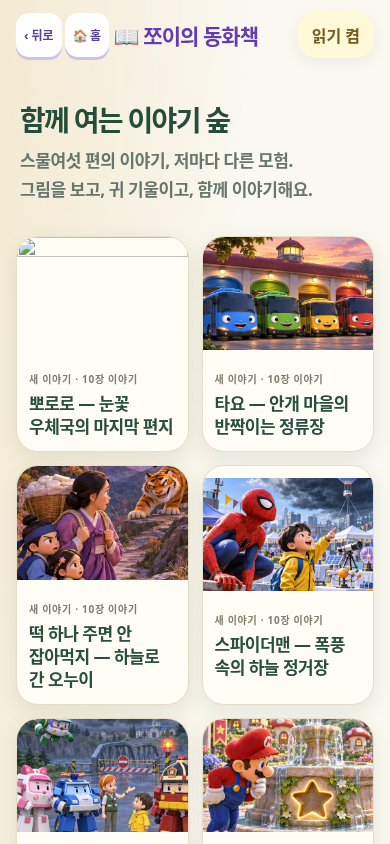 ‹ 뒤로
🏠 홈
📖 쪼이의 동화책
읽기 켬
함께 여는 이야기 숲
스물여섯 편의 이야기, 저마다 다른 모험.
그림을 보고, 귀 기울이고, 함께 이야기해요.
새 이야기 · 10장 이야기
뽀로로 — 눈꽃
우체국의 마지막 편지
새 이야기 · 10장 이야기
타요 — 안개 마을의
반짝이는 정류장
새 이야기 · 10장 이야기
떡 하나 주면 안
잡아먹지 — 하늘로
간 오누이
새 이야기 · 10장 이야기
스파이더맨 — 폭풍
속의 하늘 정거장